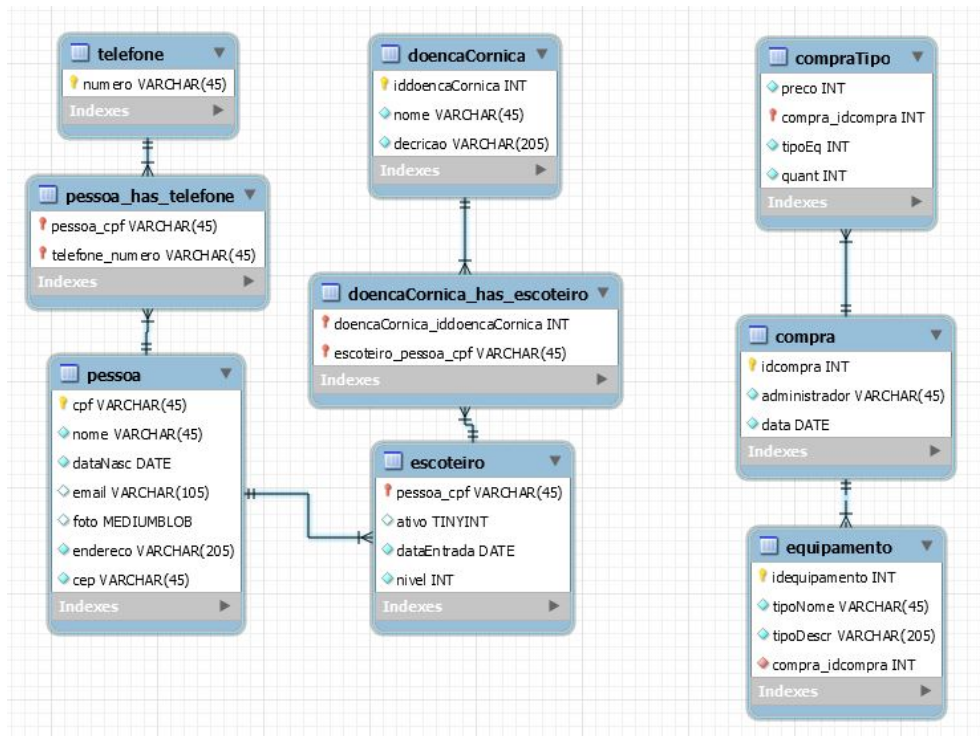 telefone
numero VARCHAR(45)
Indexes
pessoa_has_telefone
pessoa_cpf VARCHAR(45)
telefone_numero VARCHAR(45)
Indexes
pessoa
cpf VARCHAR(45)
nome VARCHAR(45)
dataNasc DATE
email VARCHAR(105)
foto MEDIUMBLOB
endereco VARCHAR(205)
cep VARCHAR(45)
Indexes
doencaCornica
iddoencaCornica INT
nome VARCHAR(45)
decricao VARCHAR(205)
Indexes
doencaCornica_has_escoteiro
doencaCornica_iddoencaCornica INT
escoteiro_pessoa_cpf VARCHAR(45)
Indexes
escoteiro
pessoa_cpf VARCHAR(45)
ativo TINYINT
dataEntrada DATE
nivel INT
Indexes
compraTipo
preco INT
compra_idcompra INT
tipoEq INT
quant INT
Indexes
compra
idcompra INT
administrador VARCHAR(45)
data DATE
Indexes
equipamento
idequipamento INT
tipoNome VARCHAR(45)
tipoDescr VARCHAR(205)
compra_idcompra INT
Indexes